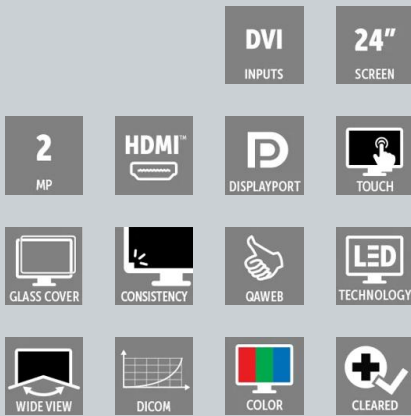 DVI
INPUTS
24"
SCREEN
2
MP
HDMI™
DISPLAYPORT
TOUCH
GLASS COVER
CONSISTENCY
QAWEB
LED
TECHNOLOGY
WIDE VIEW
DICOM
COLOR
CLEARED